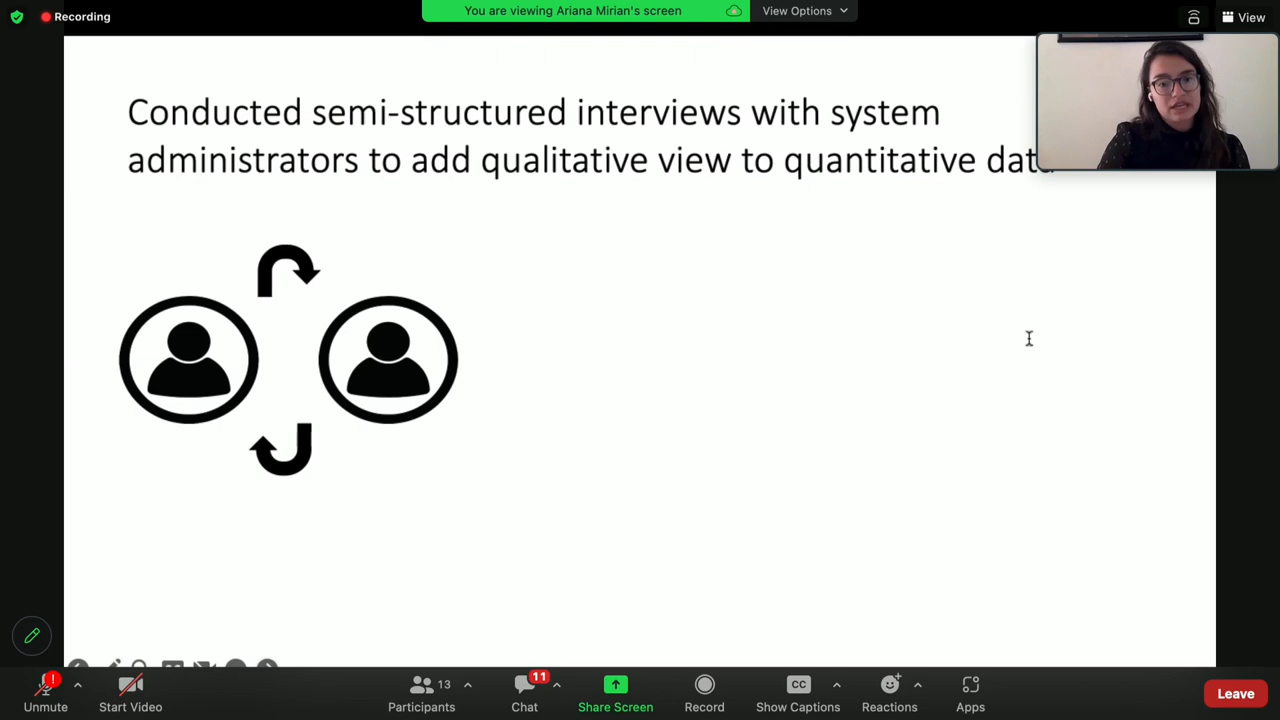 Recording
You are viewing Ariana Mirian's screen
View Options
View
Conducted semi-structured interviews with system
administrators to add qualitative view to quantitative data
Unmute
Start Video
13
Participants
11
Chat
Share Screen
Record
CC
Show Captions
Reactions
Apps
Leave